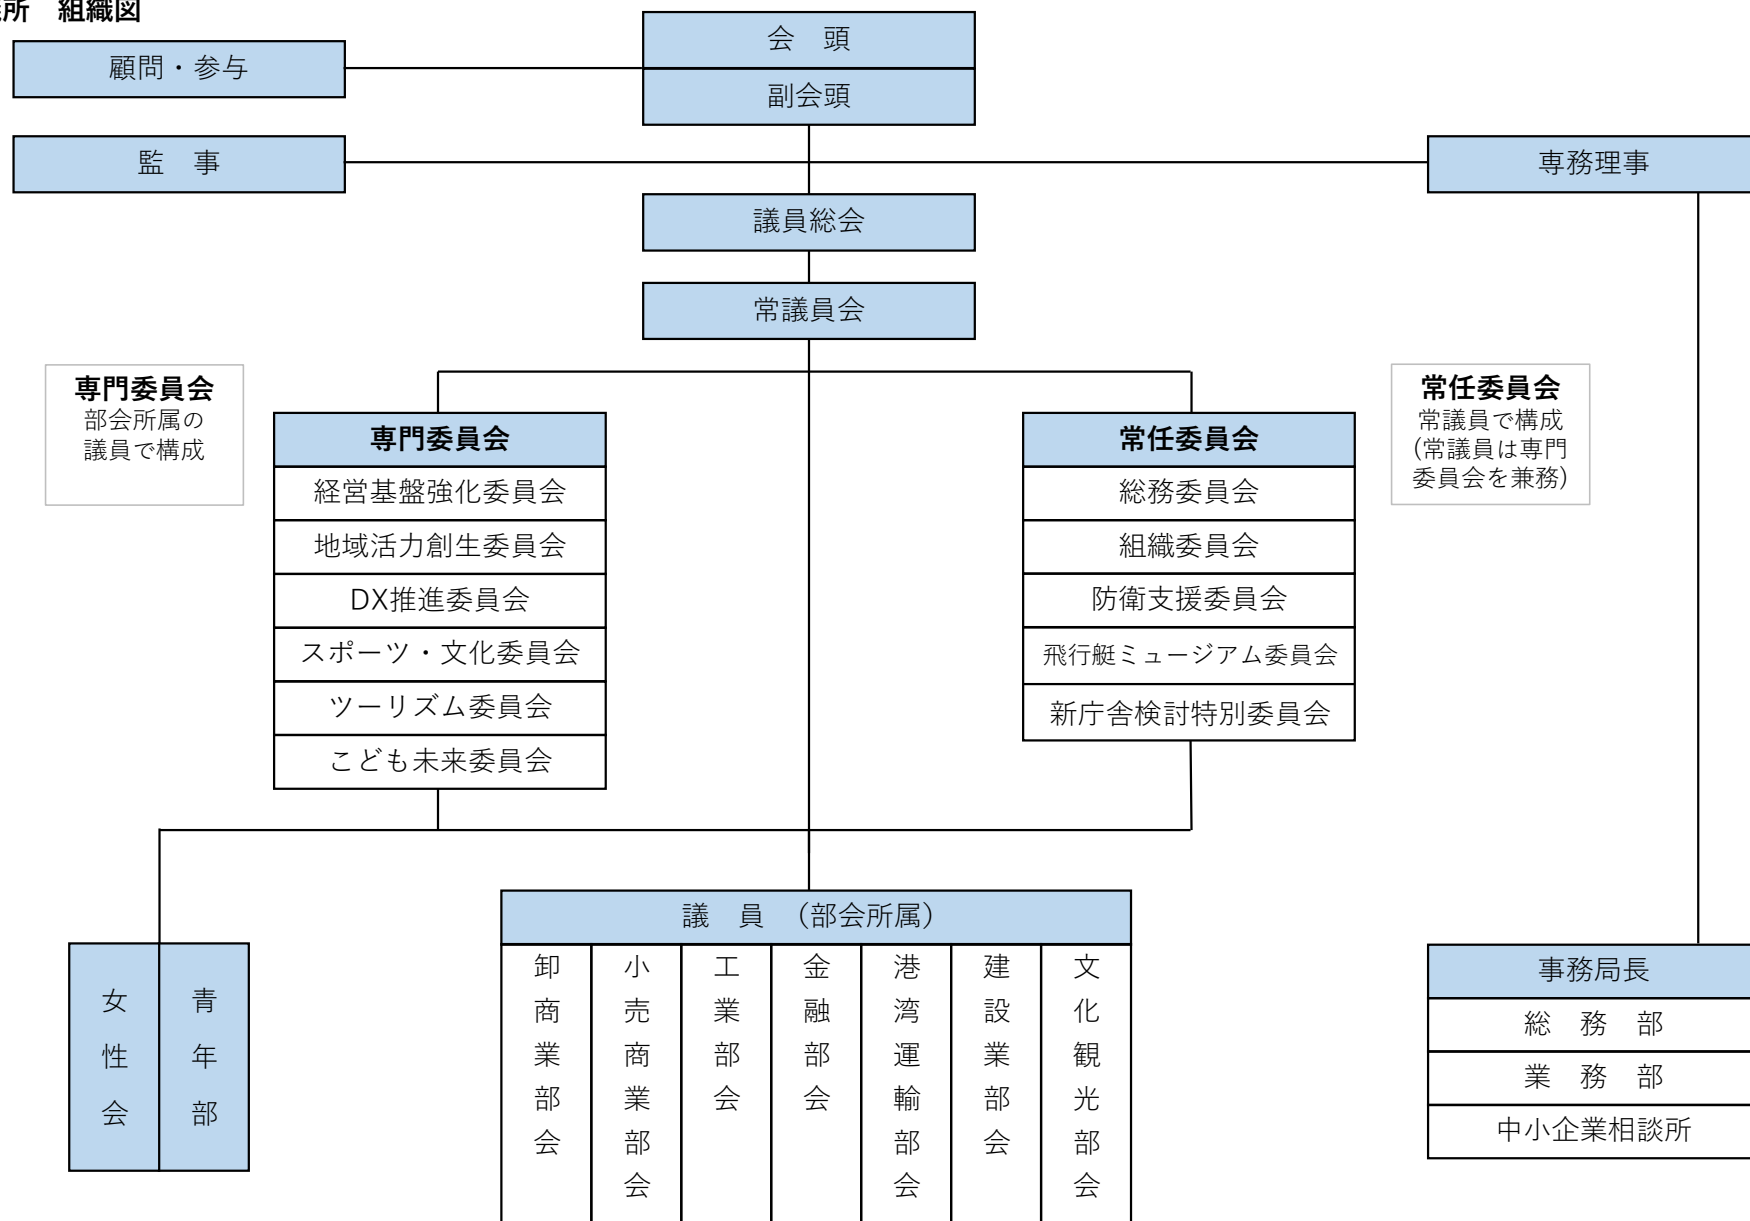 所　組織図
会　頭
顧問・参与
副会頭
監　事
専務理事
議員総会
常議員会
専門委員会
部会所属の
議員で構成
常任委員会
常議員で構成
(常議員は専門
委員会を兼務)
専門委員会
経営基盤強化委員会
地域活力創生委員会
DX推進委員会
スポーツ・文化委員会
ツーリズム委員会
こども未来委員会
常任委員会
総務委員会
組織委員会
防衛支援委員会
飛行艇ミュージアム委員会
新庁舎検討特別委員会
女性会
青年部
議　員　（部会所属）
卸商業部会
小売商業部会
工業部会
金融部会
港湾運輸部会
建設業部会
文化観光部会
事務局長
総　務　部
業　務　部
中小企業相談所